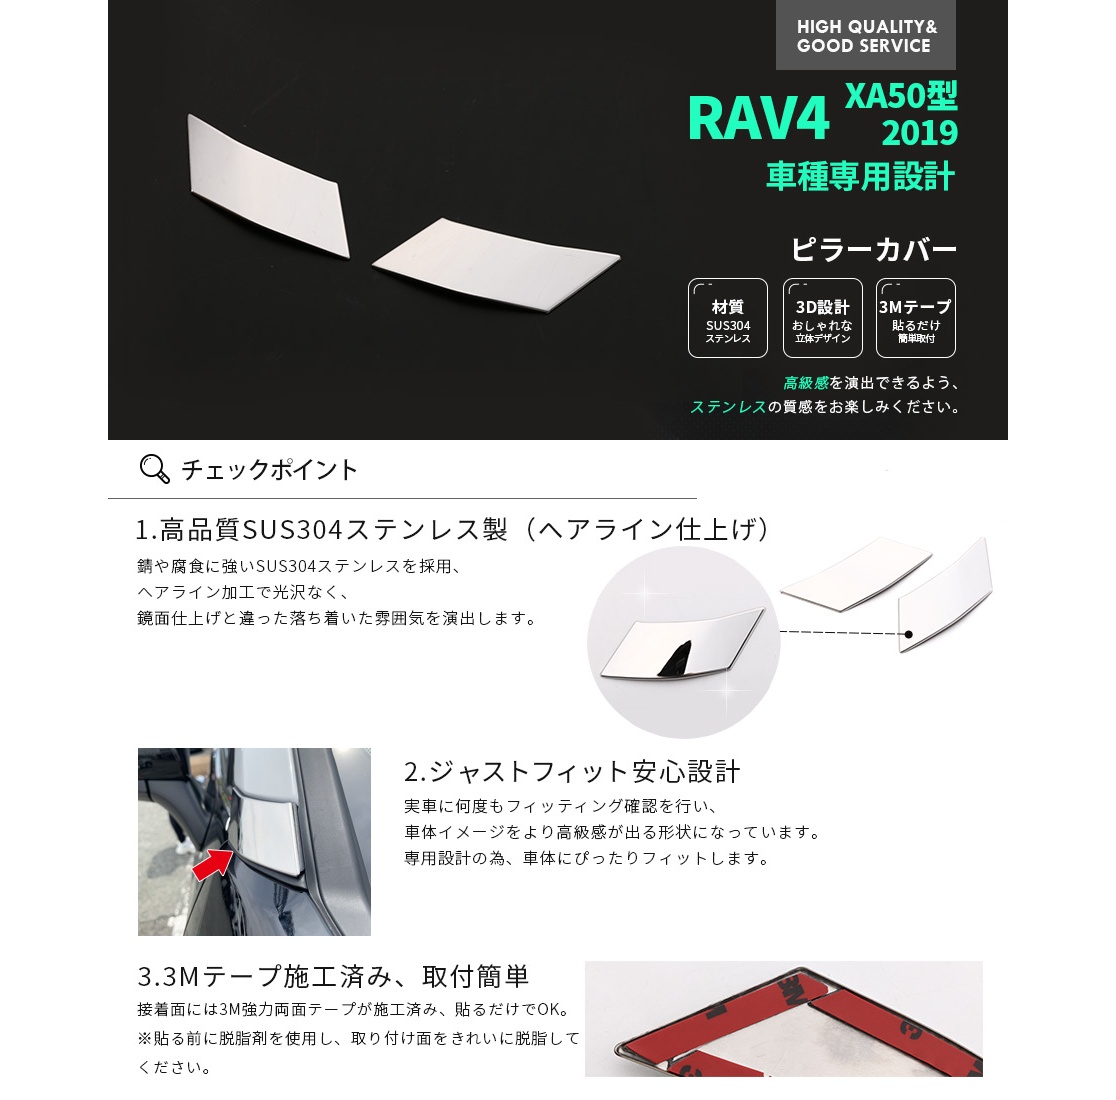 HIGH QUALITY&
GOOD SERVICE
RAV4
XA50型
2019
車種専用設計
ピラーカバー
材質
SUS304
ステンレス
3D設計
おしゃれな
立体デザイン
3Mテープ
貼るだけ
簡単取付
高級感を演出できるよう、
ステンレスの質感をお楽しみください。
チェックポイント
1.高品質SUS304ステンレス製（ヘアライン仕上げ）
錆や腐食に強いSUS304ステンレスを採用、
ヘアライン加工で光沢なく、
鏡面仕上げと違った落ち着いた雰囲気を演出します。
2.ジャストフィット安心設計
実車に何度もフィッティング確認を行い、
車体イメージをより高級感が出る形状になっています。
専用設計の為、車体にぴったりフィットします。
3.3Mテープ施工済み、取付簡単
接着面には3M強力両面テープが施工済み、貼るだけでOK。
※貼る前に脱脂剤を使用し、取り付け面をきれいに脱脂して
ください。